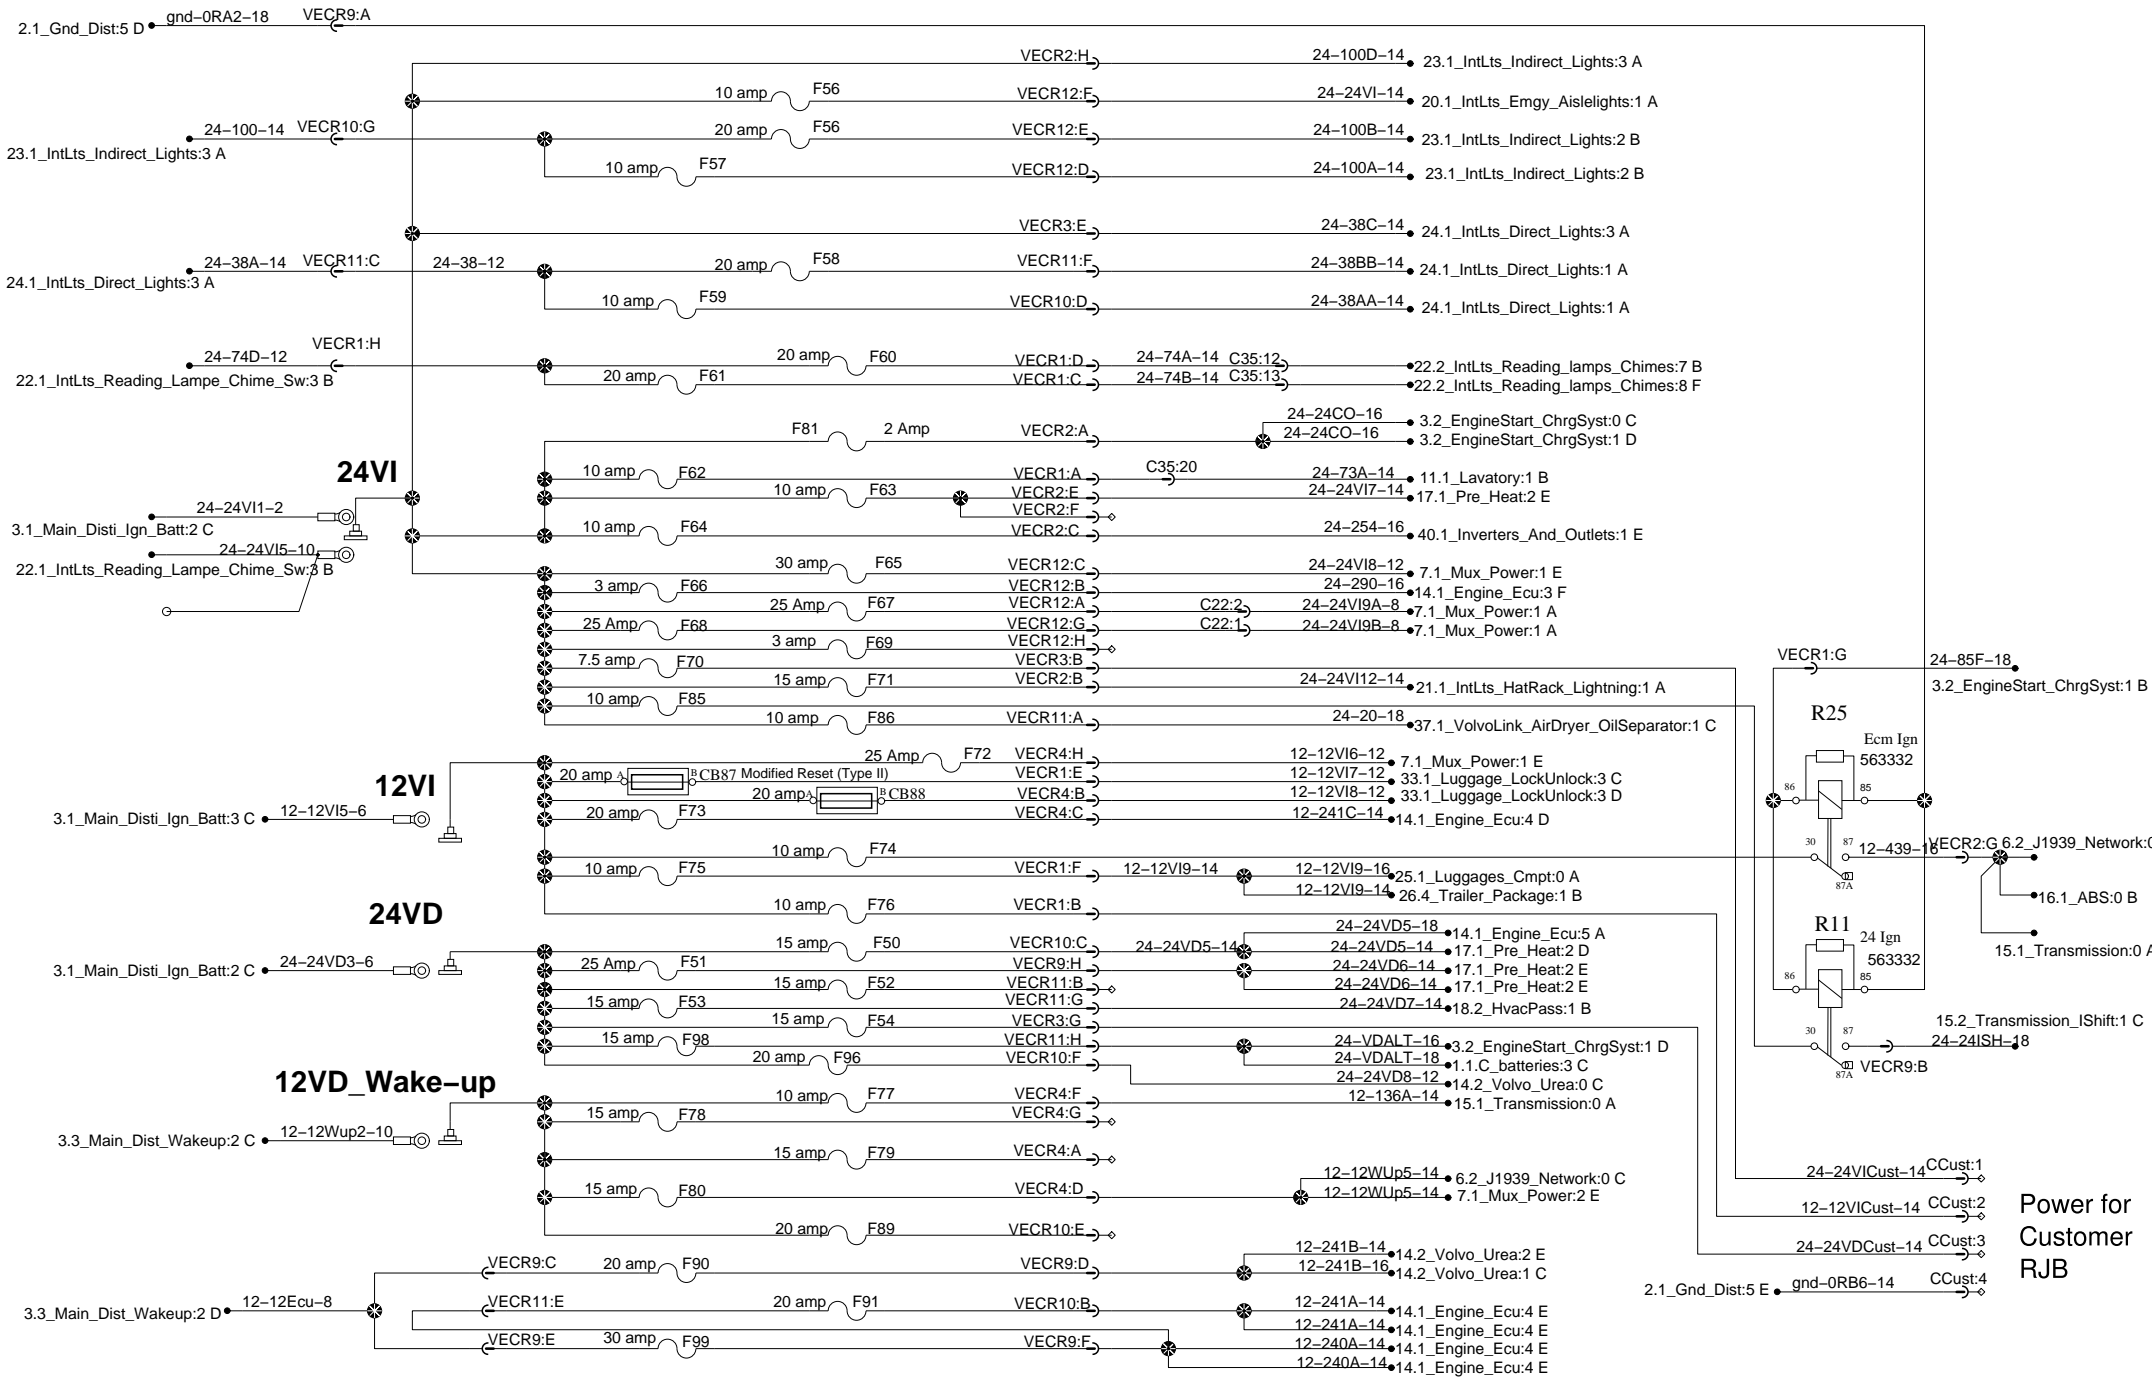 2.1_Gnd_Dist:5 D gnd-0RA2-18 VECR9:A
VECR2:H 24-100D-14 23.1_IntLts_Indirect_Lights:3 A
10 amp F56 VECR12:F 24-24VI-14 20.1_IntLts_Emgy_Aislelights:1 A
23.1_IntLts_Indirect_Lights:3 A 24-100-14 VECR10:G 20 amp F56 VECR12:E 24-100B-14 23.1_IntLts_Indirect_Lights:2 B
10 amp F57 VECR12:D 24-100A-14 23.1_IntLts_Indirect_Lights:2 B
VECR3:E 24-38C-14 24.1_IntLts_Direct_Lights:3 A
24.1_IntLts_Direct_Lights:3 A 24-38A-14 VECR11:C 24-38-12 20 amp F58 VECR11:F 24-38BB-14 24.1_IntLts_Direct_Lights:1 A
10 amp F59 VECR10:D 24-38AA-14 24.1_IntLts_Direct_Lights:1 A
22.1_IntLts_Reading_Lampe_Chime_Sw:3 B 24-74D-12 VECR1:H 20 amp F60 VECR1:D 24-74A-14 C35:12 22.2_IntLts_Reading_lamps_Chimes:7 B
20 amp F61 VECR1:C 24-74B-14 C35:13 22.2_IntLts_Reading_lamps_Chimes:8 F
24-24CO-16 3.2_EngineStart_ChrgSyst:0 C
F81 2 Amp VECR2:A 24-24CO-16 3.2_EngineStart_ChrgSyst:1 D
24VI
10 amp F62 VECR1:A C35:20 24-73A-14 11.1_Lavatory:1 B
10 amp F63 VECR2:E 24-24VI7-14 17.1_Pre_Heat:2 E
3.1_Main_Disti_Ign_Batt:2 C 24-24VI1-2 VECR2:F
10 amp F64 VECR2:C 24-254-16 40.1_Inverters_And_Outlets:1 E
22.1_IntLts_Reading_Lampe_Chime_Sw:3 B 24-24VI5-10
30 amp F65 VECR12:C 24-24VI8-12 7.1_Mux_Power:1 E
3 amp F66 VECR12:B 24-290-16 14.1_Engine_Ecu:3 F
25 Amp F67 VECR12:A C22:2 24-24VI9A-8 7.1_Mux_Power:1 A
25 Amp F68 VECR12:G C22:1 24-24VI9B-8 7.1_Mux_Power:1 A
3 amp F69 VECR12:H
7.5 amp F70 VECR3:B VECR1:G 24-85F-18 3.2_EngineStart_ChrgSyst:1 B
15 amp F71 VECR2:B 24-24VI12-14 21.1_IntLts_HatRack_Lightning:1 A
10 amp F85
10 amp F86 VECR11:A 24-20-18 37.1_VolvoLink_AirDryer_OilSeparator:1 C
R25
Ecm Ign
563332
86 85
30 87
87A
12VI
25 Amp F72 VECR4:H 12-12VI6-12 7.1_Mux_Power:1 E
20 amp A B CB87 Modified Reset (Type II) VECR1:E 12-12VI7-12 33.1_Luggage_LockUnlock:3 C
20 amp A B CB88 VECR4:B 12-12VI8-12 33.1_Luggage_LockUnlock:3 D
3.1_Main_Disti_Ign_Batt:3 C 12-12VI5-6 20 amp F73 VECR4:C 12-241C-14 14.1_Engine_Ecu:4 D
10 amp F74 12-439-16 VECR2:G 6.2_J1939_Network:0
10 amp F75 VECR1:F 12-12VI9-14 12-12VI9-16 25.1_Luggages_Cmpt:0 A
12-12VI9-14 26.4_Trailer_Package:1 B 16.1_ABS:0 B
10 amp F76 VECR1:B
15.1_Transmission:0 A
24VD
24-24VD5-18 14.1_Engine_Ecu:5 A
15 amp F50 VECR10:C 24-24VD5-14 24-24VD5-14 17.1_Pre_Heat:2 D
3.1_Main_Disti_Ign_Batt:2 C 24-24VD3-6 25 Amp F51 VECR9:H 24-24VD6-14 17.1_Pre_Heat:2 E
15 amp F52 VECR11:B 24-24VD6-14 17.1_Pre_Heat:2 E
15 amp F53 VECR11:G 24-24VD7-14 18.2_HvacPass:1 B
15 amp F54 VECR3:G
15 amp F98 VECR11:H 24-VDALT-16 3.2_EngineStart_ChrgSyst:1 D
20 amp F96 VECR10:F 24-VDALT-18 1.1.C_batteries:3 C
24-24VD8-12 14.2_Volvo_Urea:0 C
R11
24 Ign
563332
86 85
30 87
87A
15.2_Transmission_IShift:1 C
24-24ISH-18
VECR9:B
12VD_Wake-up
10 amp F77 VECR4:F 12-136A-14 15.1_Transmission:0 A
15 amp F78 VECR4:G
3.3_Main_Dist_Wakeup:2 C 12-12Wup2-10
15 amp F79 VECR4:A
12-12WUp5-14 6.2_J1939_Network:0 C
15 amp F80 VECR4:D 12-12WUp5-14 7.1_Mux_Power:2 E
20 amp F89 VECR10:E
24-24VICust-14 CCust:1
12-12VICust-14 CCust:2
24-24VDCust-14 CCust:3
2.1_Gnd_Dist:5 E gnd-0RB6-14 CCust:4
Power for
Customer
RJB
12-241B-14 14.2_Volvo_Urea:2 E
VECR9:C 20 amp F90 VECR9:D 12-241B-16 14.2_Volvo_Urea:1 C
3.3_Main_Dist_Wakeup:2 D 12-12Ecu-8 VECR11:E 20 amp F91 VECR10:B 12-241A-14 14.1_Engine_Ecu:4 E
12-241A-14 14.1_Engine_Ecu:4 E
VECR9:E 30 amp F99 VECR9:F 12-240A-14 14.1_Engine_Ecu:4 E
12-240A-14 14.1_Engine_Ecu:4 E